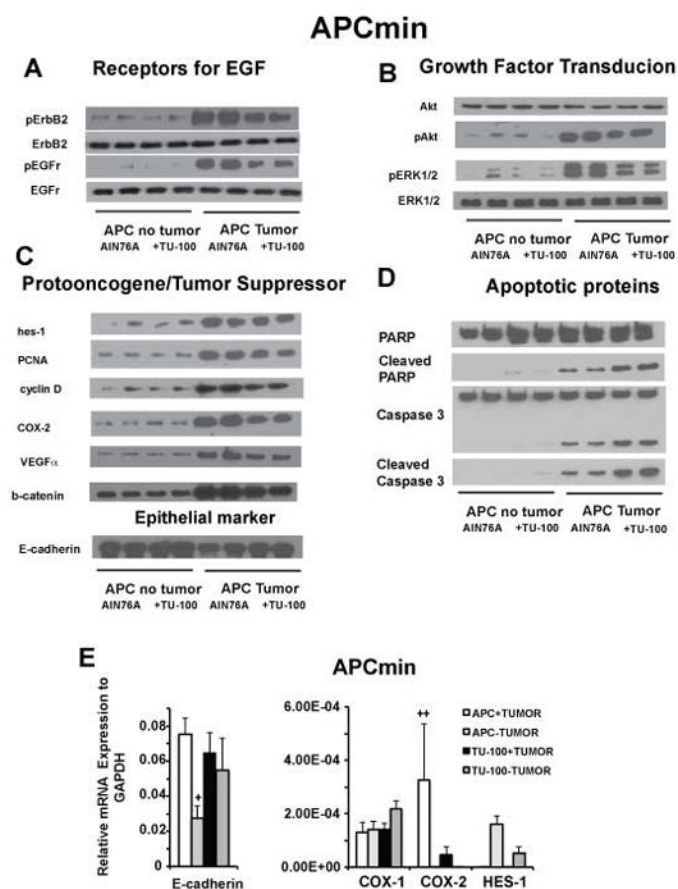 APCmin
A Receptors for EGF
pErbB2
ErbB2
pEGFr
EGFr
APC no tumor APC Tumor
AIN76A +TU-100 AIN76A +TU-100
B Growth Factor Transducion
Akt
pAkt
pERK1/2
ERK1/2
APC no tumor APC Tumor
AIN76A +TU-100 AIN76A +TU-100
C
Protooncogene/Tumor Suppressor
hes-1
PCNA
cyclin D
COX-2
VEGFα
b-catenin
Epithelial marker
E-cadherin
APC no tumor APC Tumor
AIN76A +TU-100 AIN76A +TU-100
D Apoptotic proteins
PARP
Cleaved
PARP
Caspase 3
Cleaved
Caspase 3
APC no tumor APC Tumor
AIN76A +TU-100 AIN76A +TU-100
E APCmin
Relative mRNA Expression to
GAPDH
0.08
0.06
0.04
0.02
0
+
E-cadherin
6.00E-04
4.00E-04
2.00E-04
0.00E+00
++
COX-1 COX-2 HES-1
APC+TUMOR
APC-TUMOR
TU-100+TUMOR
TU-100-TUMOR